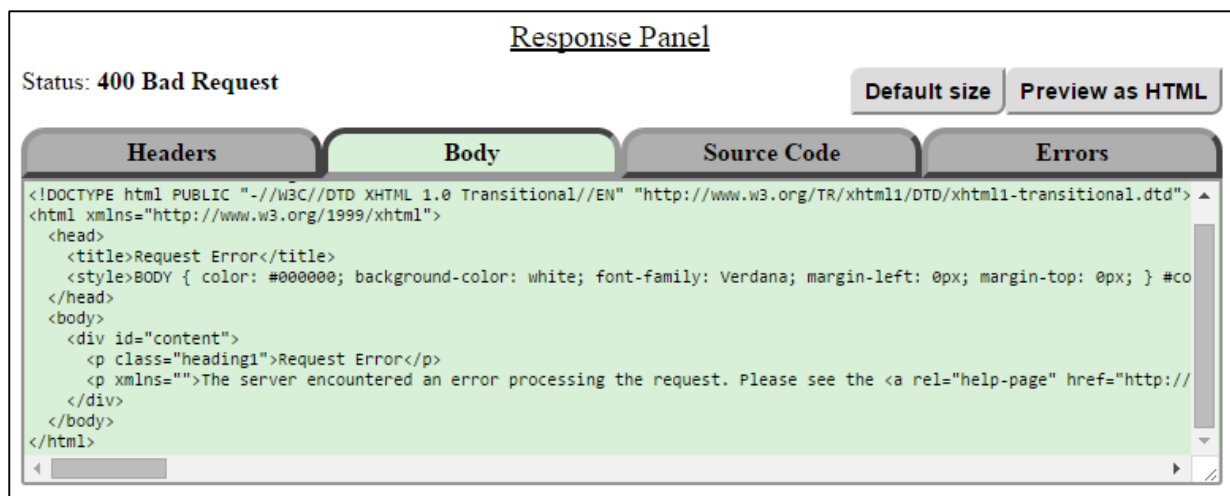 Response Panel
Status: 400 Bad Request
Default size Preview as HTML
Headers Body Source Code Errors
<!DOCTYPE html PUBLIC "-//W3C//DTD XHTML 1.0 Transitional//EN" "http://www.w3.org/TR/xhtml1/DTD/xhtml1-transitional.dtd">
<html xmlns="http://www.w3.org/1999/xhtml">
  <head>
    <title>Request Error</title>
    <style>BODY { color: #000000; background-color: white; font-family: Verdana; margin-left: 0px; margin-top: 0px; } #co
  </head>
  <body>
    <div id="content">
      <p class="heading1">Request Error</p>
      <p xmlns="">The server encountered an error processing the request. Please see the <a rel="help-page" href="http://
    </div>
  </body>
</html>